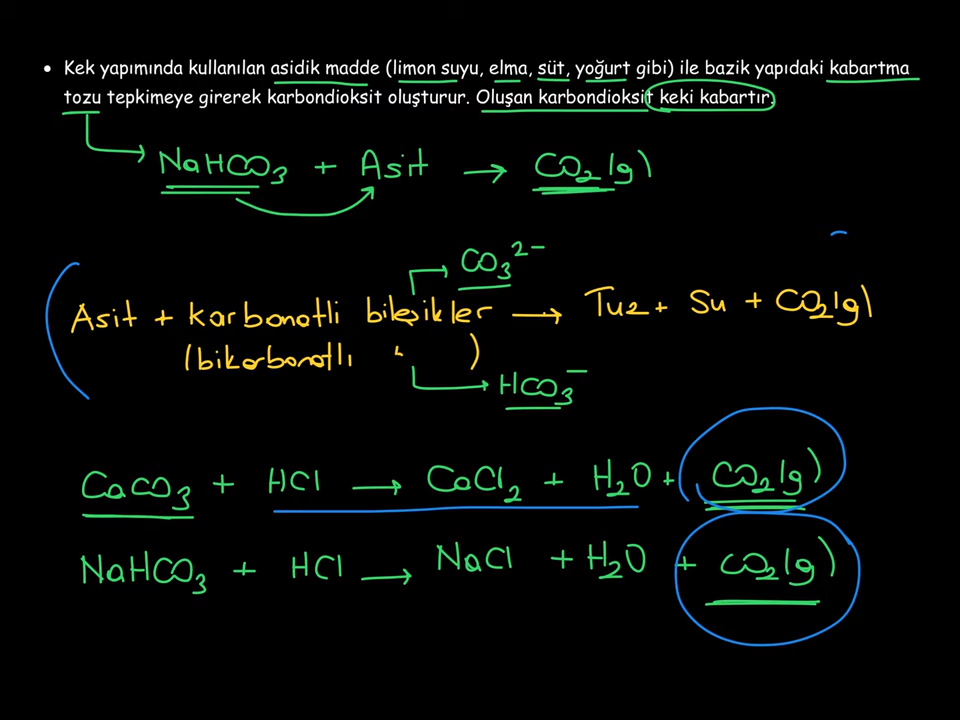 • Kek yapımında kullanılan asidik madde (limon suyu, elma, süt, yoğurt gibi) ile bazik yapıdaki kabartma
tozu tepkimeye girerek karbondioksit oluşturur. Oluşan karbondioksit keki kabartır.
NaHCO₃ + Asit → CO₂(g)
CO₃²⁻
Asit + karbonatlı bileşikler → Tuz + Su + CO₂(g)
(bikarbonatlı " )
HCO₃⁻
CaCO₃ + HCl → CaCl₂ + H₂O + CO₂(g)
NaHCO₃ + HCl → NaCl + H₂O + CO₂(g)